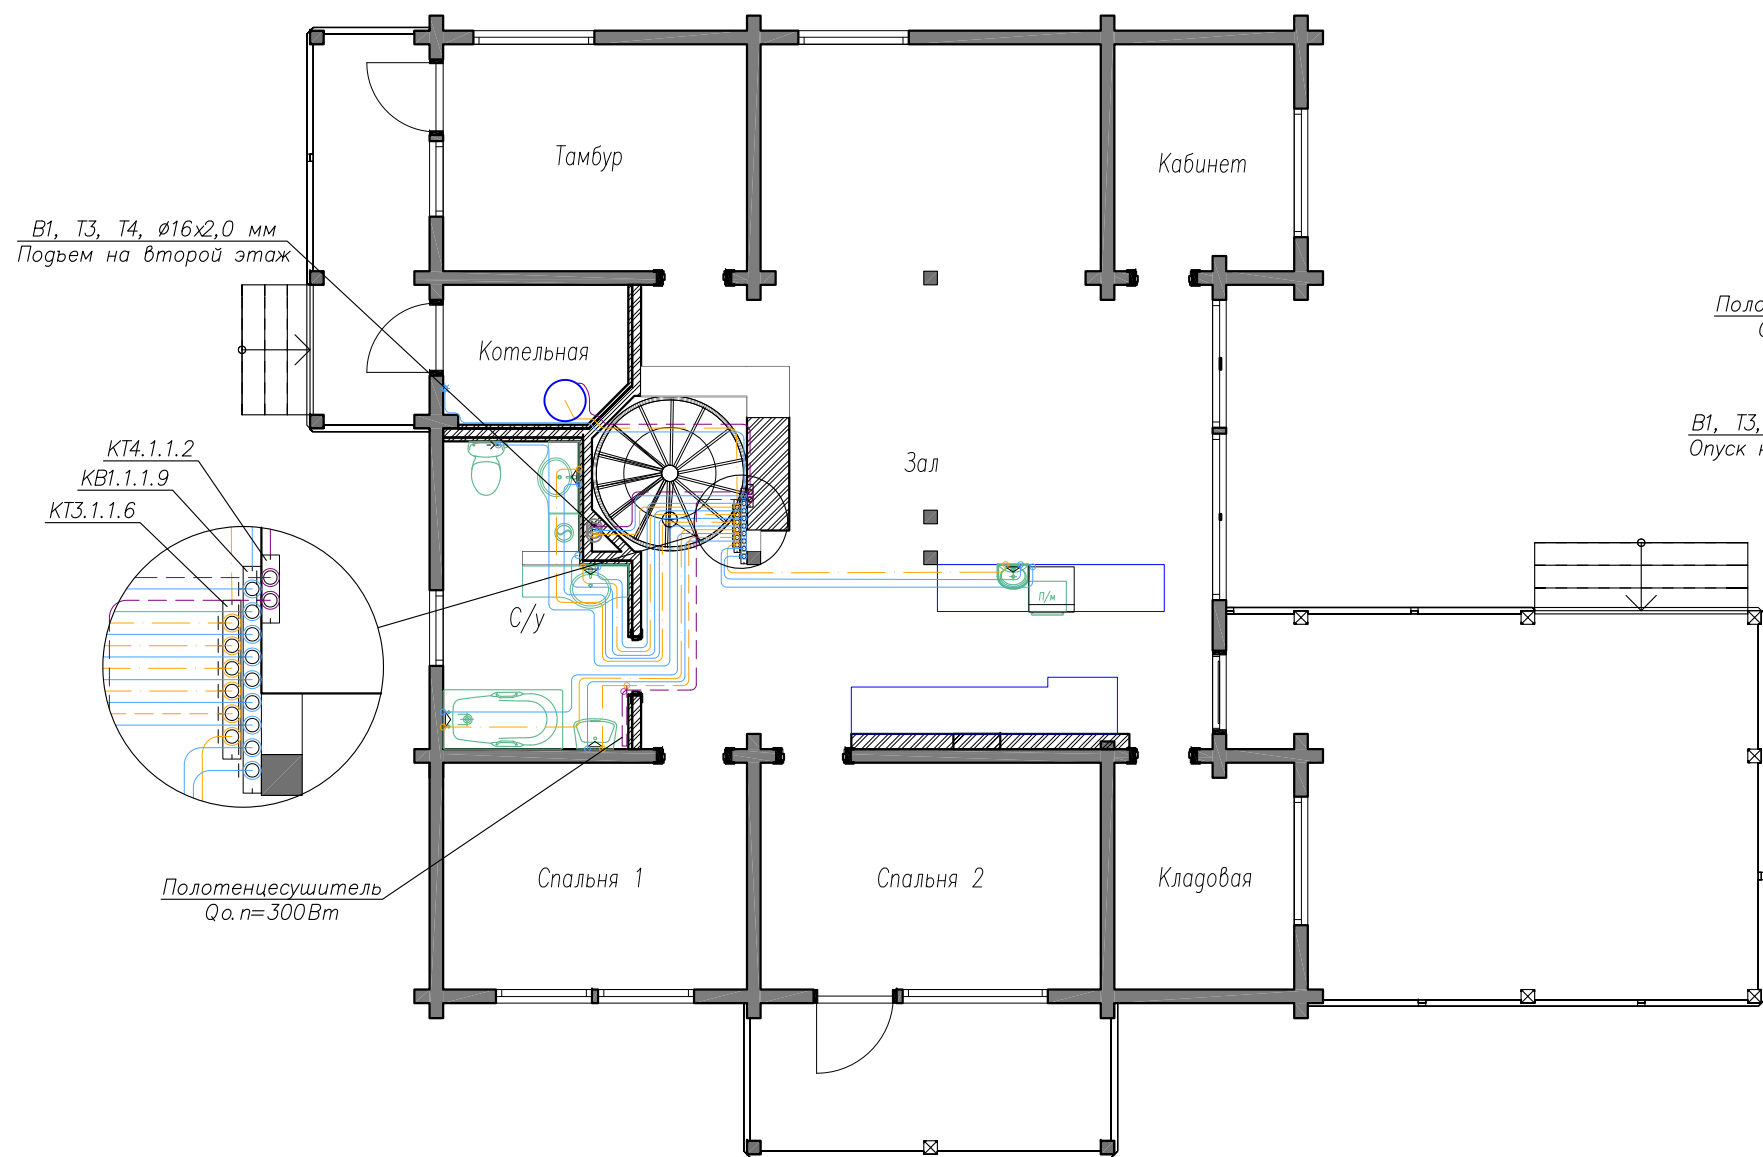 Тамбур
Кабинет
В1, Т3, Т4, ⌀16x2,0 мм
Подъем на второй этаж
Котельная
Зал
КТ4.1.1.2
КВ1.1.1.9
КТ3.1.1.6
С/у
П/м
Полотенцесушитель
Qо.п=300Вт
Спальня 1
Спальня 2
Кладовая
В1, Т3,
Опуск